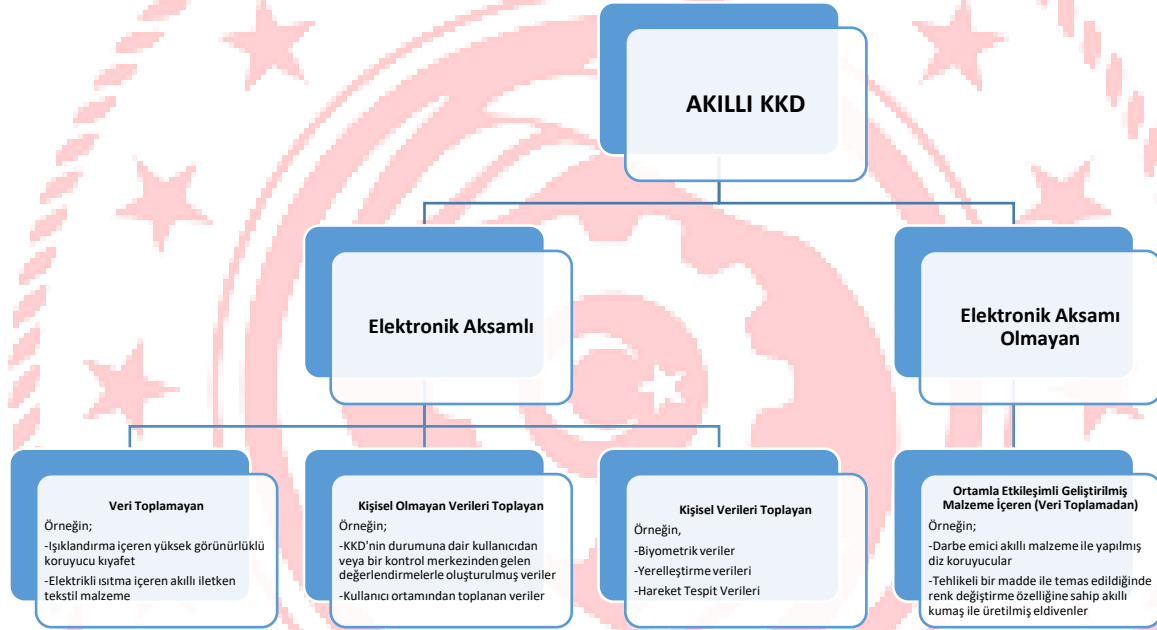 AKILLI KKD
Elektronik Aksamlı
Elektronik Aksamı
Olmayan
Veri Toplamayan
Örneğin;
-Işıklandırma içeren yüksek görünürlüklü
koruyucu kıyafet
-Elektrikli ısıtma içeren akıllı iletken
tekstil malzeme
Kişisel Olmayan Verileri Toplayan
Örneğin;
-KKD'nin durumuna dair kullanıcıdan
veya bir kontrol merkezinden gelen
değerlendirmelerle oluşturulmuş veriler
-Kullanıcı ortamından toplanan veriler
Kişisel Verileri Toplayan
Örneğin,
-Biyometrik veriler
-Yerelleştirme verileri
-Hareket Tespit Verileri
Ortamla Etkileşimli Geliştirilmiş
Malzeme İçeren (Veri Toplamadan)
Örneğin;
-Darbe emici akıllı malzeme ile yapılmış
diz koruyucular
-Tehlikeli bir madde ile temas edildiğinde
renk değiştirme özelliğine sahip akıllı
kumaş ile üretilmiş eldivenler